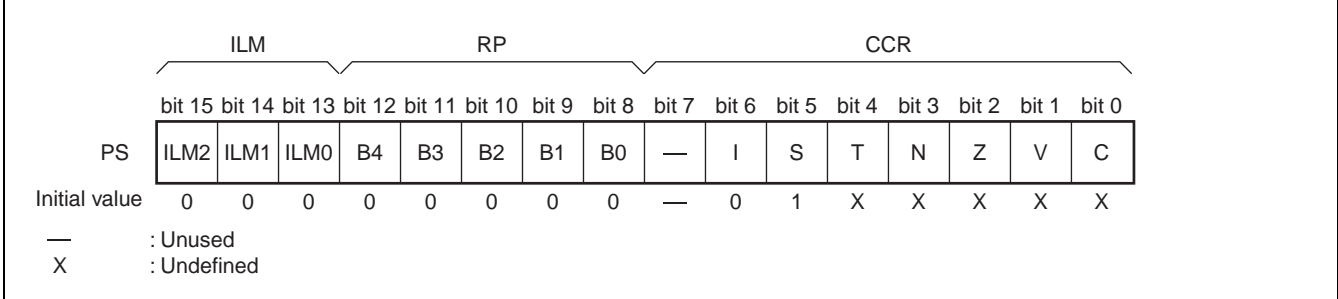 ILM RP CCR
bit 15 bit 14 bit 13 bit 12 bit 11 bit 10 bit 9 bit 8 bit 7 bit 6 bit 5 bit 4 bit 3 bit 2 bit 1 bit 0
PS ILM2 ILM1 ILM0 B4 B3 B2 B1 B0 — I S T N Z V C
Initial value 0 0 0 0 0 0 0 0 — 0 1 X X X X X
— : Unused
X : Undefined